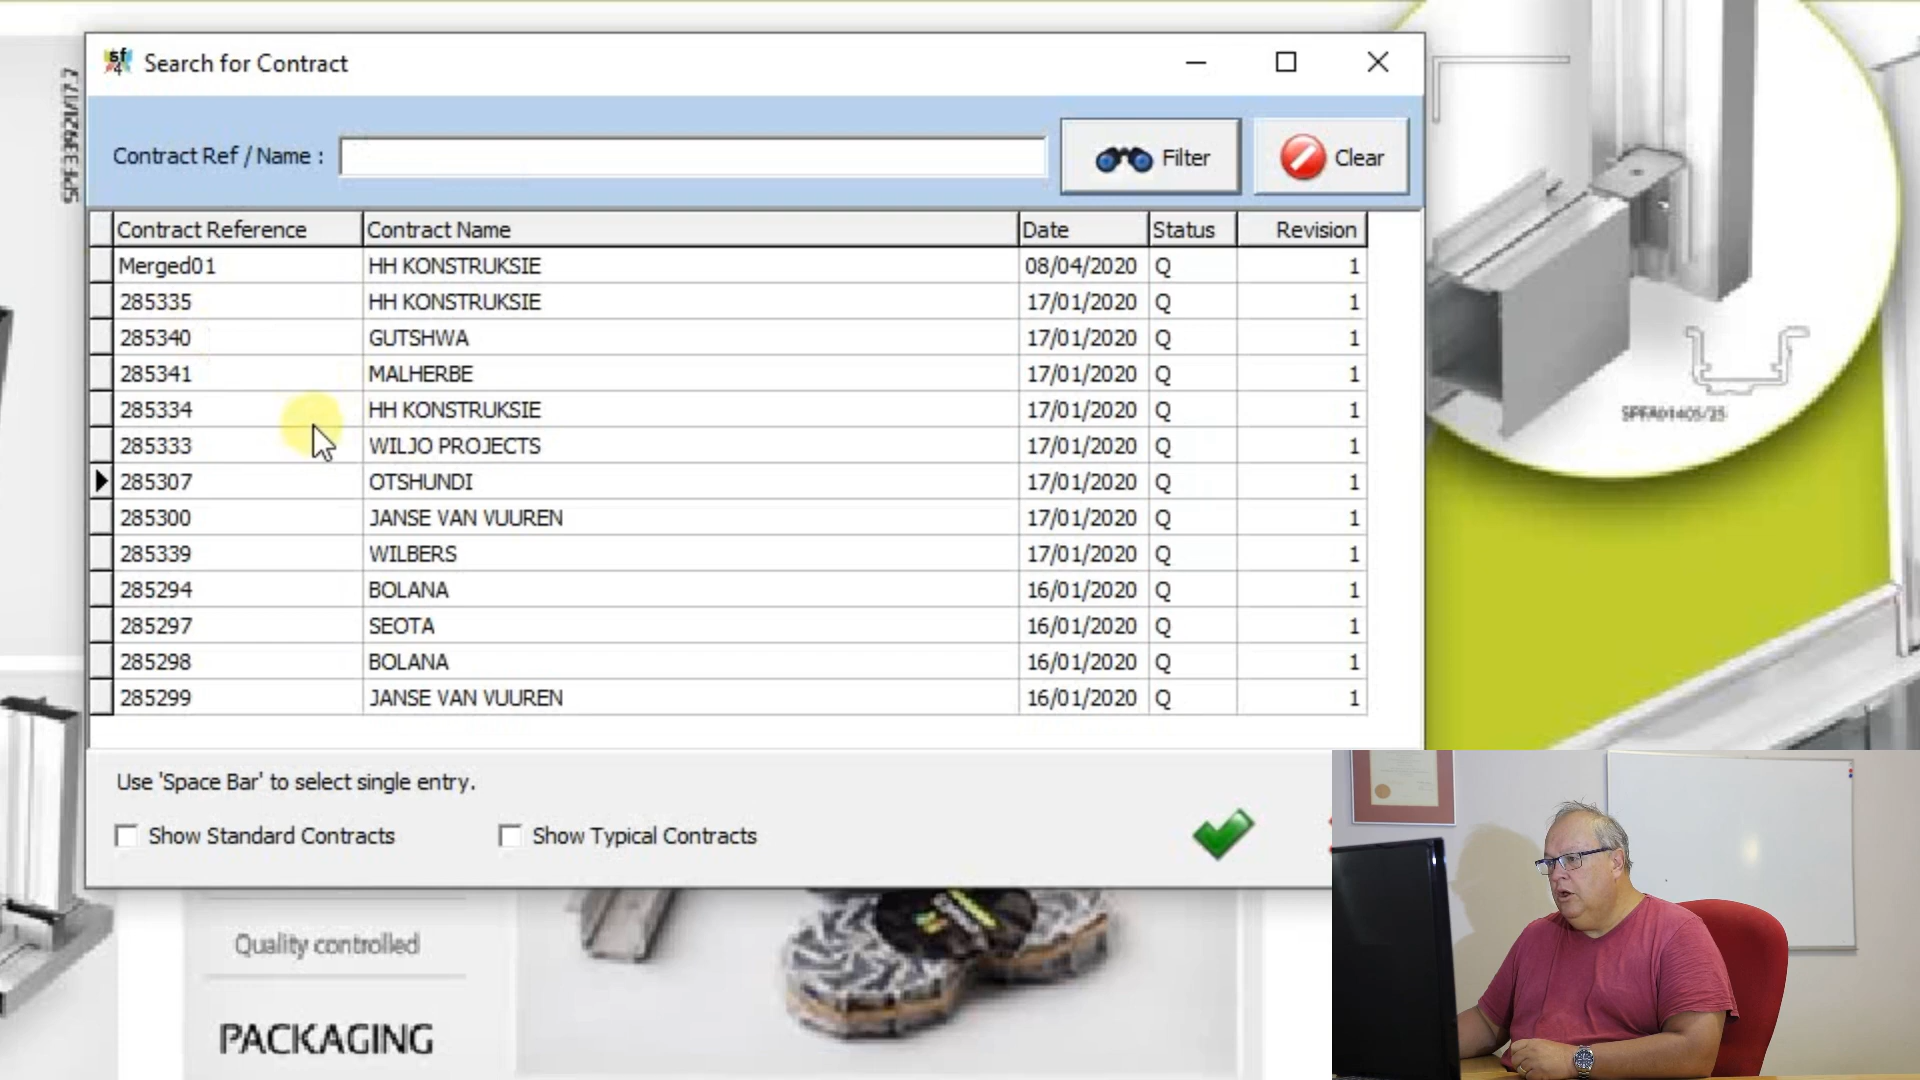 sf4 Search for Contract
Contract Ref / Name : Filter Clear
Contract Reference Contract Name Date Status Revision
Merged01 HH KONSTRUKSIE 08/04/2020 Q 1
285335 HH KONSTRUKSIE 17/01/2020 Q 1
285340 GUTSHWA 17/01/2020 Q 1
285341 MALHERBE 17/01/2020 Q 1
285334 HH KONSTRUKSIE 17/01/2020 Q 1
285333 WILJO PROJECTS 17/01/2020 Q 1
285307 OTSHUNDI 17/01/2020 Q 1
285300 JANSE VAN VUUREN 17/01/2020 Q 1
285339 WILBERS 17/01/2020 Q 1
285294 BOLANA 16/01/2020 Q 1
285297 SEOTA 16/01/2020 Q 1
285298 BOLANA 16/01/2020 Q 1
285299 JANSE VAN VUUREN 16/01/2020 Q 1
Use 'Space Bar' to select single entry.
Show Standard Contracts Show Typical Contracts
Quality controlled
PACKAGING